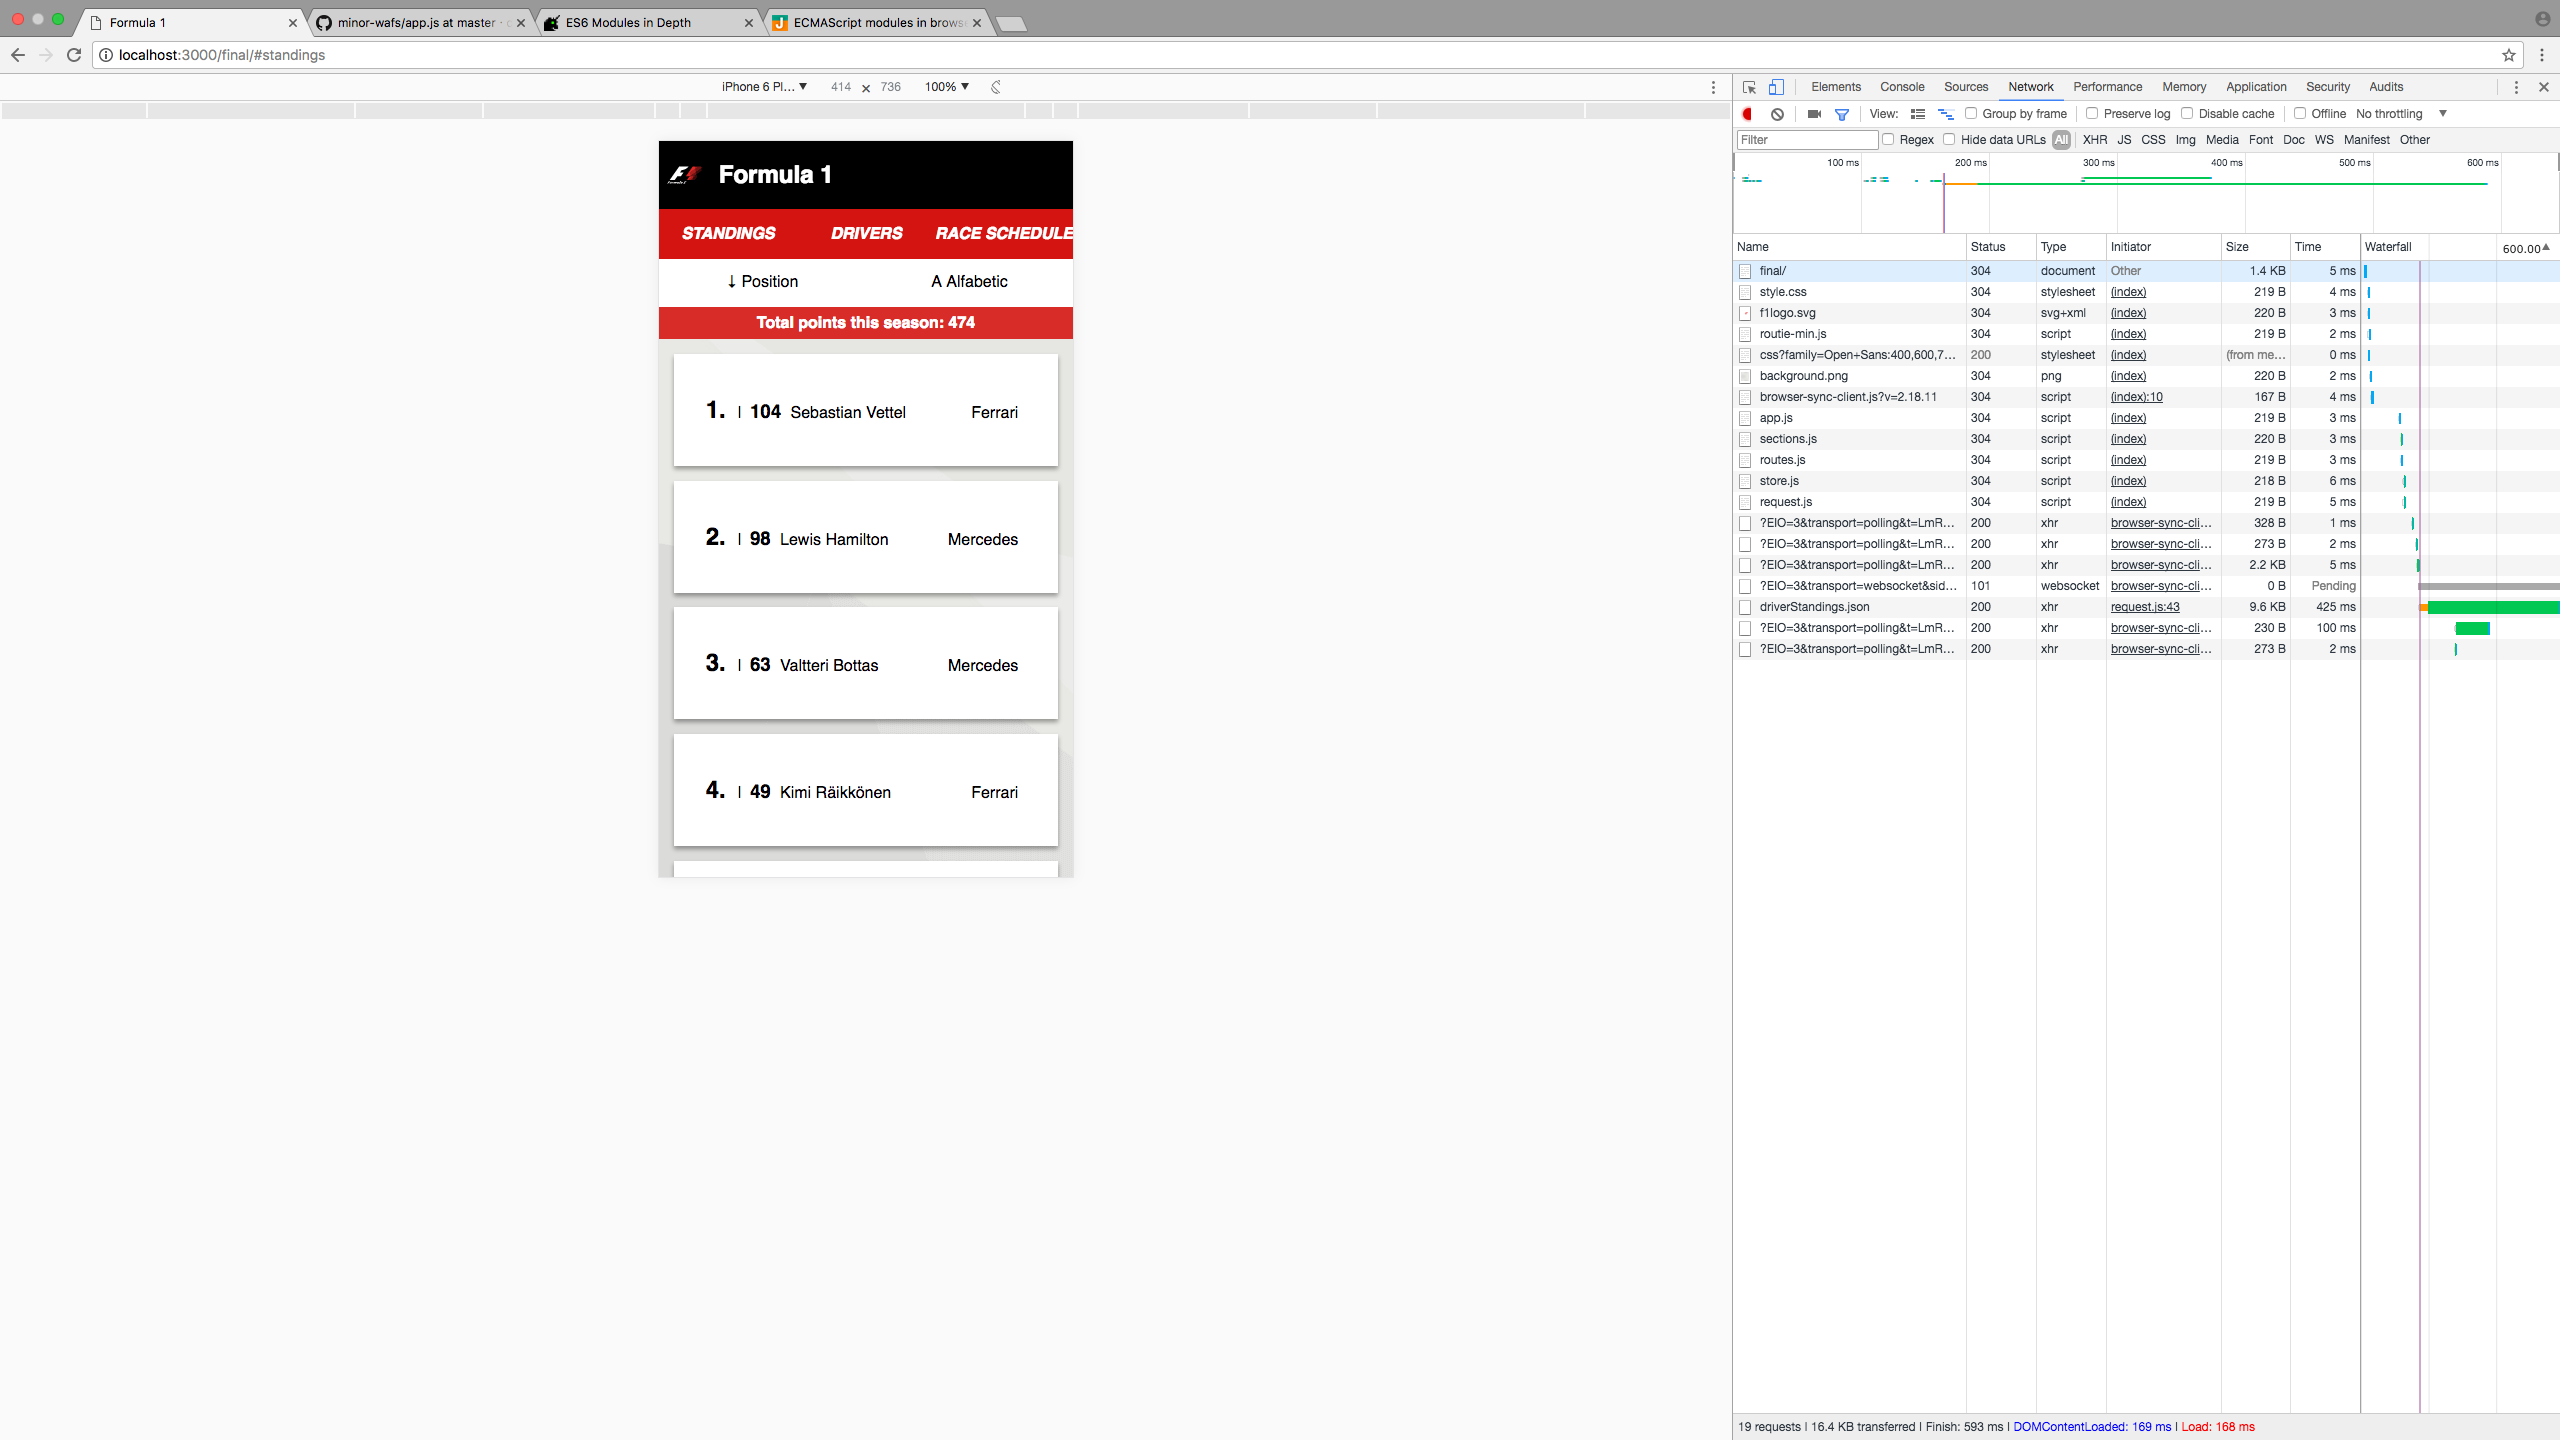 Formula 1
minor-wafs/app.js at master · c
ES6 Modules in Depth
ECMAScript modules in browse
localhost:3000/final/#standings
iPhone 6 Pl... ▼ 414 × 736 100% ▼
Formula 1
STANDINGS DRIVERS RACE SCHEDULE
↓ Position A Alfabetic
Total points this season: 474
1. | 104 Sebastian Vettel Ferrari
2. | 98 Lewis Hamilton Mercedes
3. | 63 Valtteri Bottas Mercedes
4. | 49 Kimi Räikkönen Ferrari
Elements Console Sources Network Performance Memory Application Security Audits
View: Group by frame Preserve log Disable cache Offline No throttling ▼
Filter Regex Hide data URLs All XHR JS CSS Img Media Font Doc WS Manifest Other
100 ms 200 ms 300 ms 400 ms 500 ms 600 ms
Name Status Type Initiator Size Time Waterfall 600.00▲
final/ 304 document Other 1.4 KB 5 ms
style.css 304 stylesheet (index) 219 B 4 ms
f1logo.svg 304 svg+xml (index) 220 B 3 ms
routie-min.js 304 script (index) 219 B 2 ms
css?family=Open+Sans:400,600,7... 200 stylesheet (index) (from me... 0 ms
background.png 304 png (index) 220 B 2 ms
browser-sync-client.js?v=2.18.11 304 script (index):10 167 B 4 ms
app.js 304 script (index) 219 B 3 ms
sections.js 304 script (index) 220 B 3 ms
routes.js 304 script (index) 219 B 3 ms
store.js 304 script (index) 218 B 6 ms
request.js 304 script (index) 219 B 5 ms
?EIO=3&transport=polling&t=LmR... 200 xhr browser-sync-cli... 328 B 1 ms
?EIO=3&transport=polling&t=LmR... 200 xhr browser-sync-cli... 273 B 2 ms
?EIO=3&transport=polling&t=LmR... 200 xhr browser-sync-cli... 2.2 KB 5 ms
?EIO=3&transport=websocket&sid... 101 websocket browser-sync-cli... 0 B Pending
driverStandings.json 200 xhr request.js:43 9.6 KB 425 ms
?EIO=3&transport=polling&t=LmR... 200 xhr browser-sync-cli... 230 B 100 ms
?EIO=3&transport=polling&t=LmR... 200 xhr browser-sync-cli... 273 B 2 ms
19 requests | 16.4 KB transferred | Finish: 593 ms | DOMContentLoaded: 169 ms | Load: 168 ms